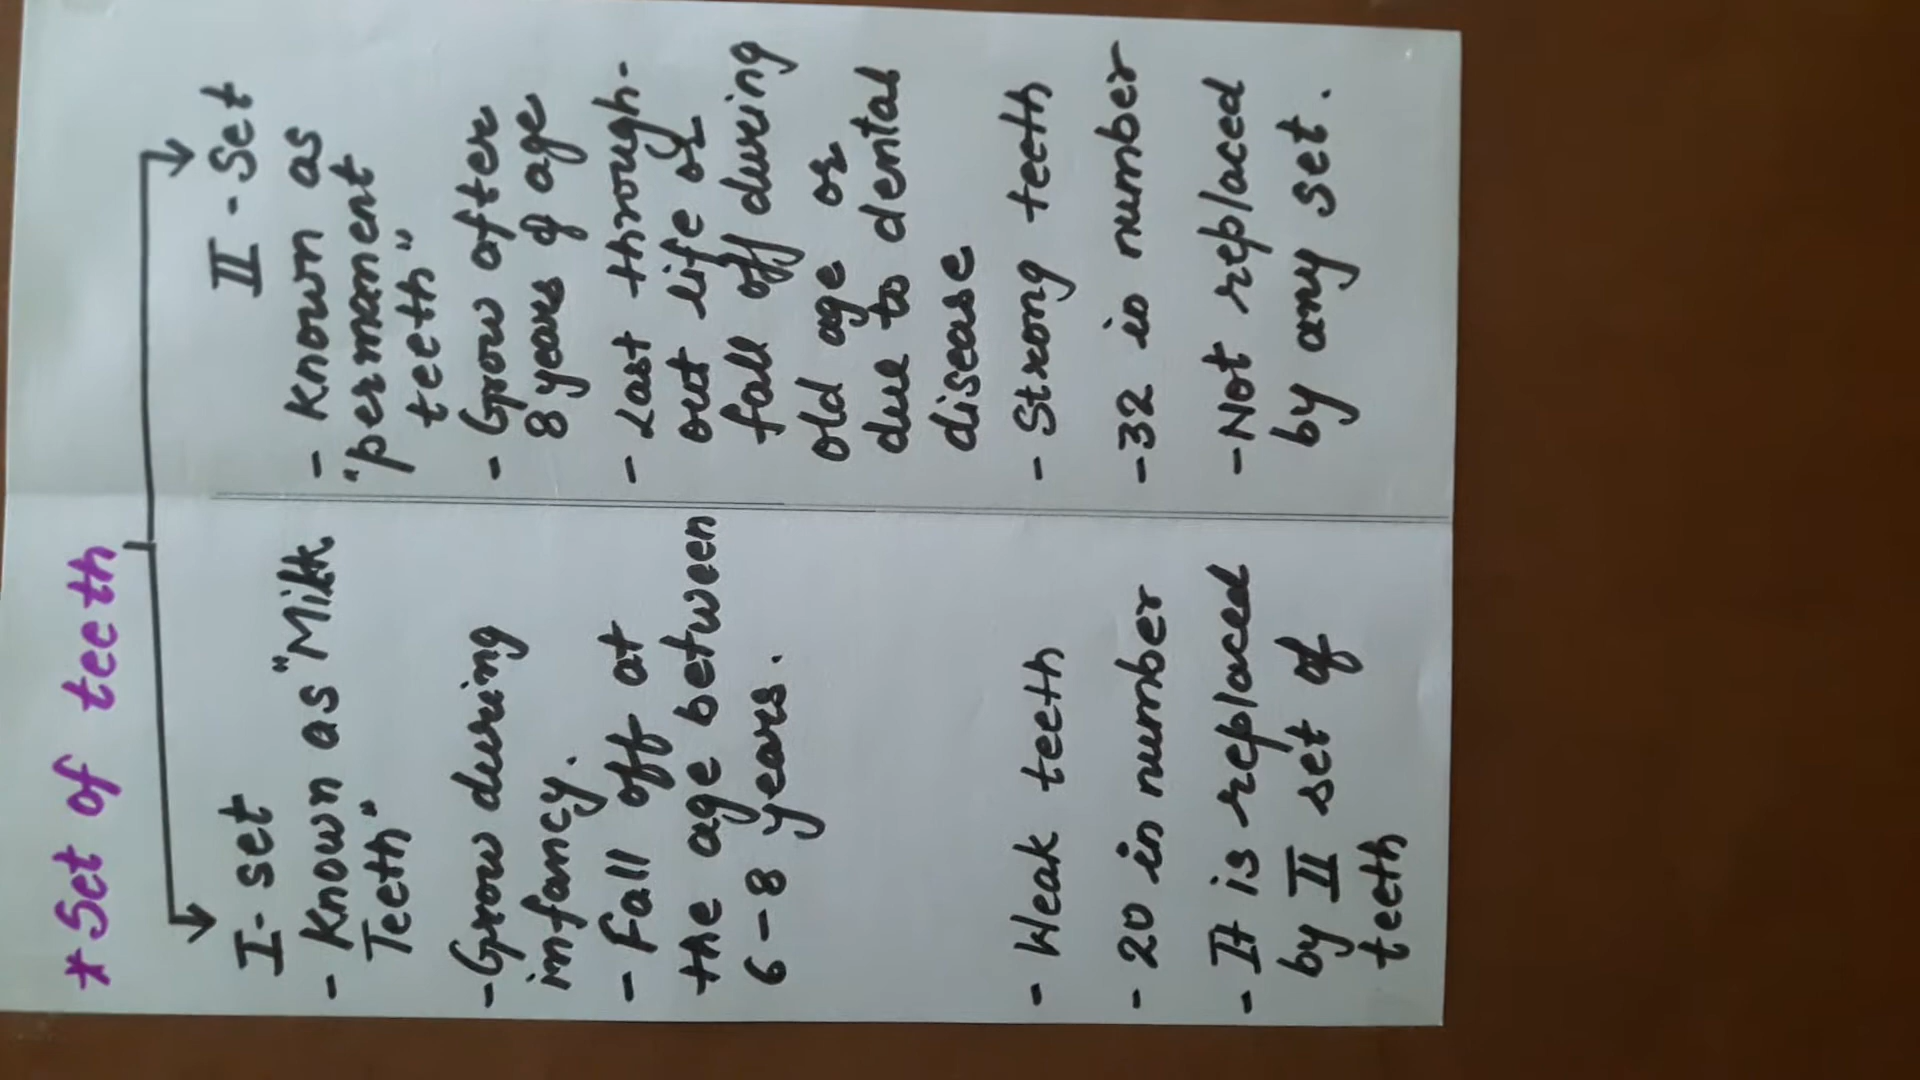 * Set of teeth
I- set
- Known as "Milk
Teeth"
- Grow during
infancy.
- Fall off at
the age between
6-8 years.
- Weak teeth
- 20 in number
- It is replaced
by II set of
teeth
II - Set
- Known as
"permanent
teeth"
- Grow after
8 years of age
- Last through-
out life or
fall off during
old age or
due to dental
disease
- Strong teeth
- 32 in number
- Not replaced
by any set.